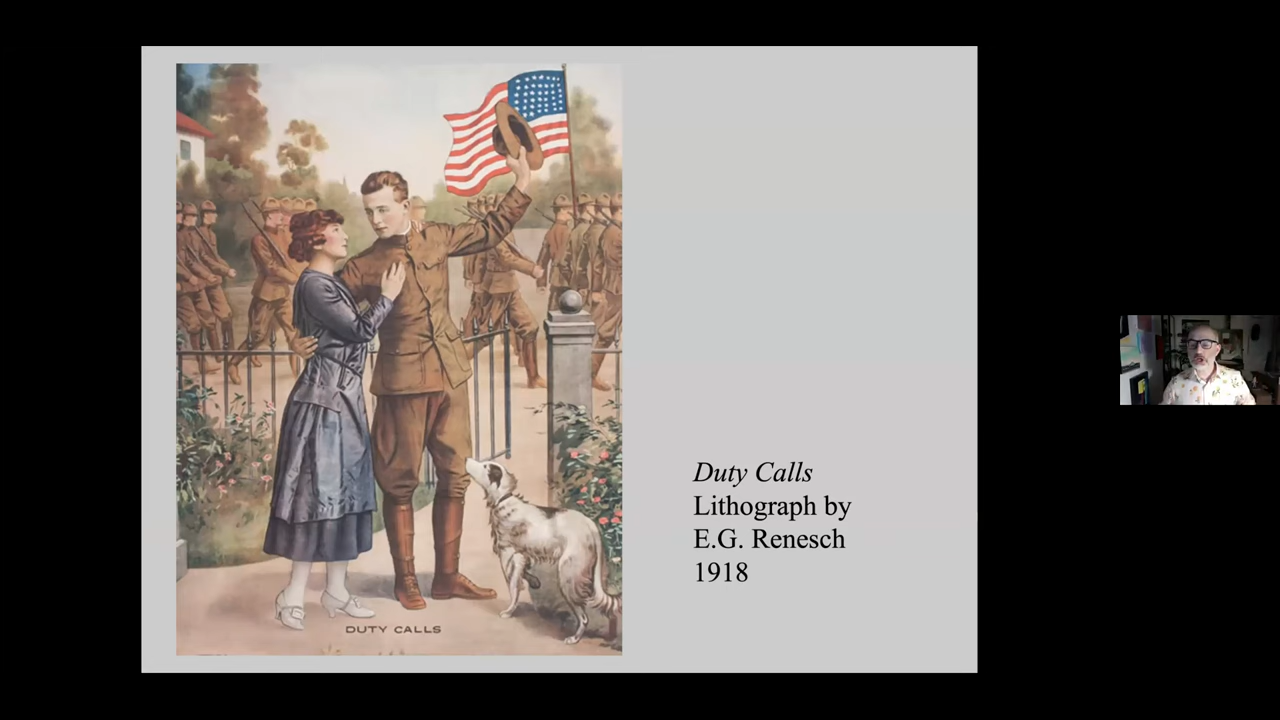 DUTY CALLS
Duty Calls
Lithograph by
E.G. Renesch
1918